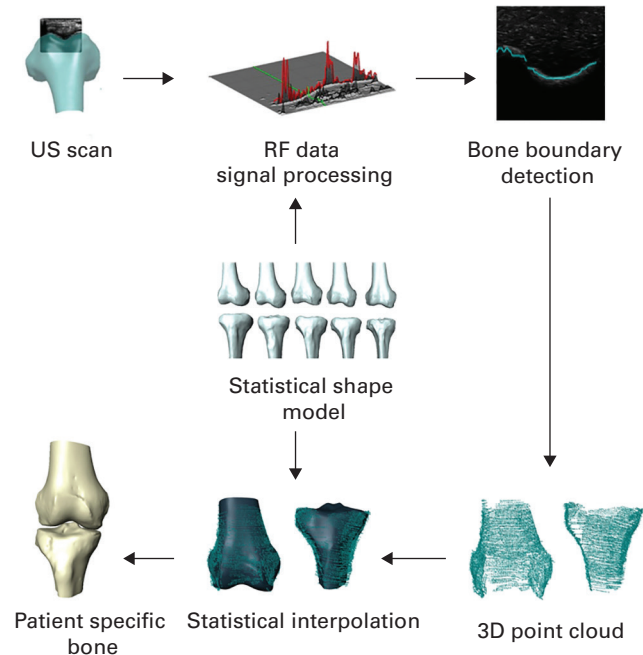 US scan
RF data
signal processing
Bone boundary
detection
Statistical shape
model
Patient specific
bone
Statistical interpolation
3D point cloud